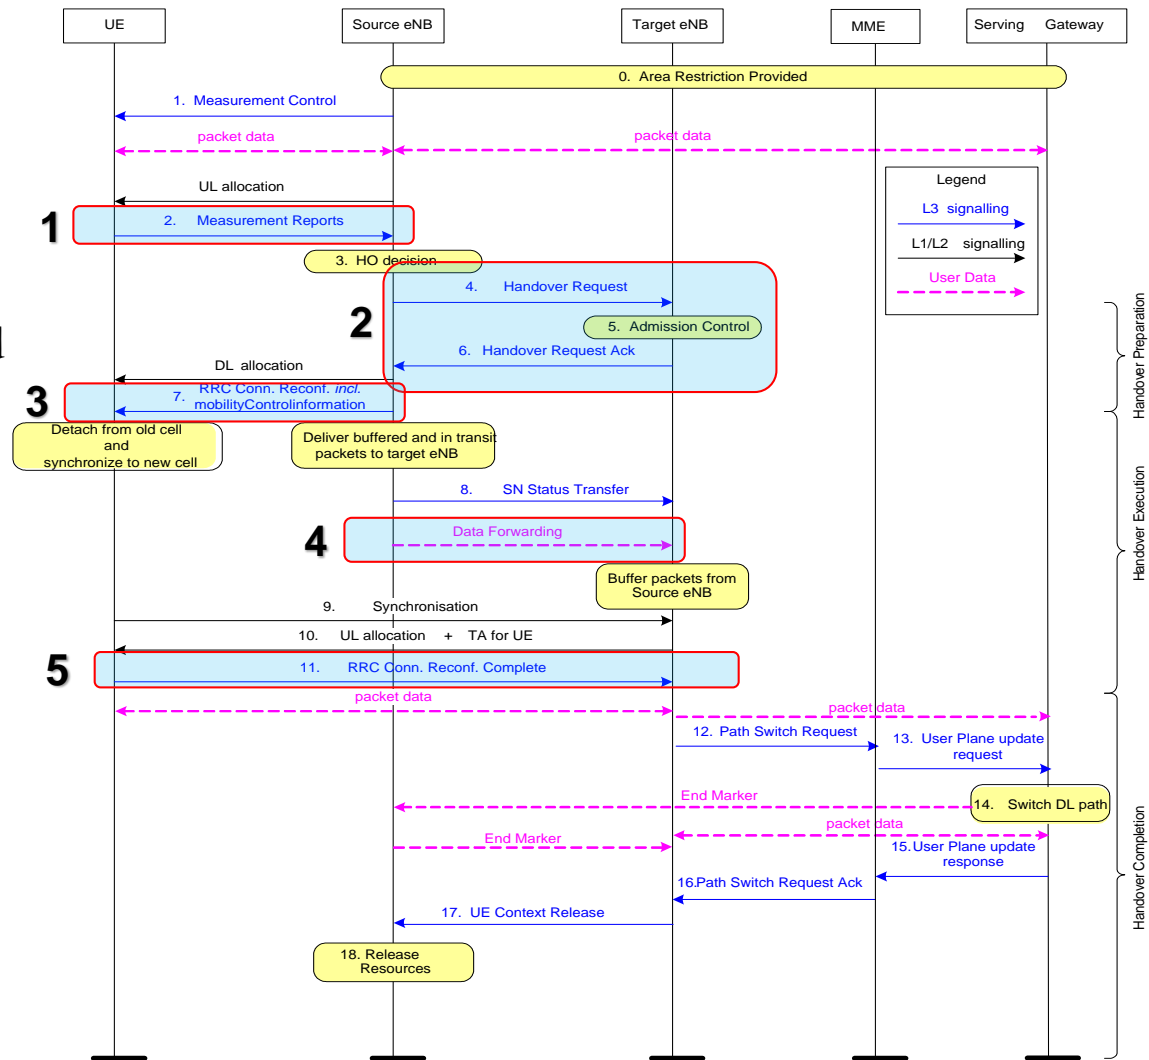 UE
Source eNB
Target eNB
MME
Serving Gateway
0. Area Restriction Provided
1. Measurement Control
packet data
packet data
Legend
L3 signalling
L1/L2 signalling
User Data
UL allocation
1
2. Measurement Reports
3. HO decision
2
4. Handover Request
5. Admission Control
6. Handover Request Ack
Handover Preparation
DL allocation
3
7. RRC Conn. Reconf. incl.
mobilityControlinformation
Detach from old cell
and
synchronize to new cell
Deliver buffered and in transit
packets to target eNB
8. SN Status Transfer
4
Data Forwarding
Buffer packets from
Source eNB
Handover Execution
9. Synchronisation
10. UL allocation + TA for UE
5
11. RRC Conn. Reconf. Complete
packet data
packet data
12. Path Switch Request
13. User Plane update
request
End Marker
14. Switch DL path
packet data
End Marker
15.User Plane update
response
16.Path Switch Request Ack
17. UE Context Release
18. Release
Resources
Handover Completion